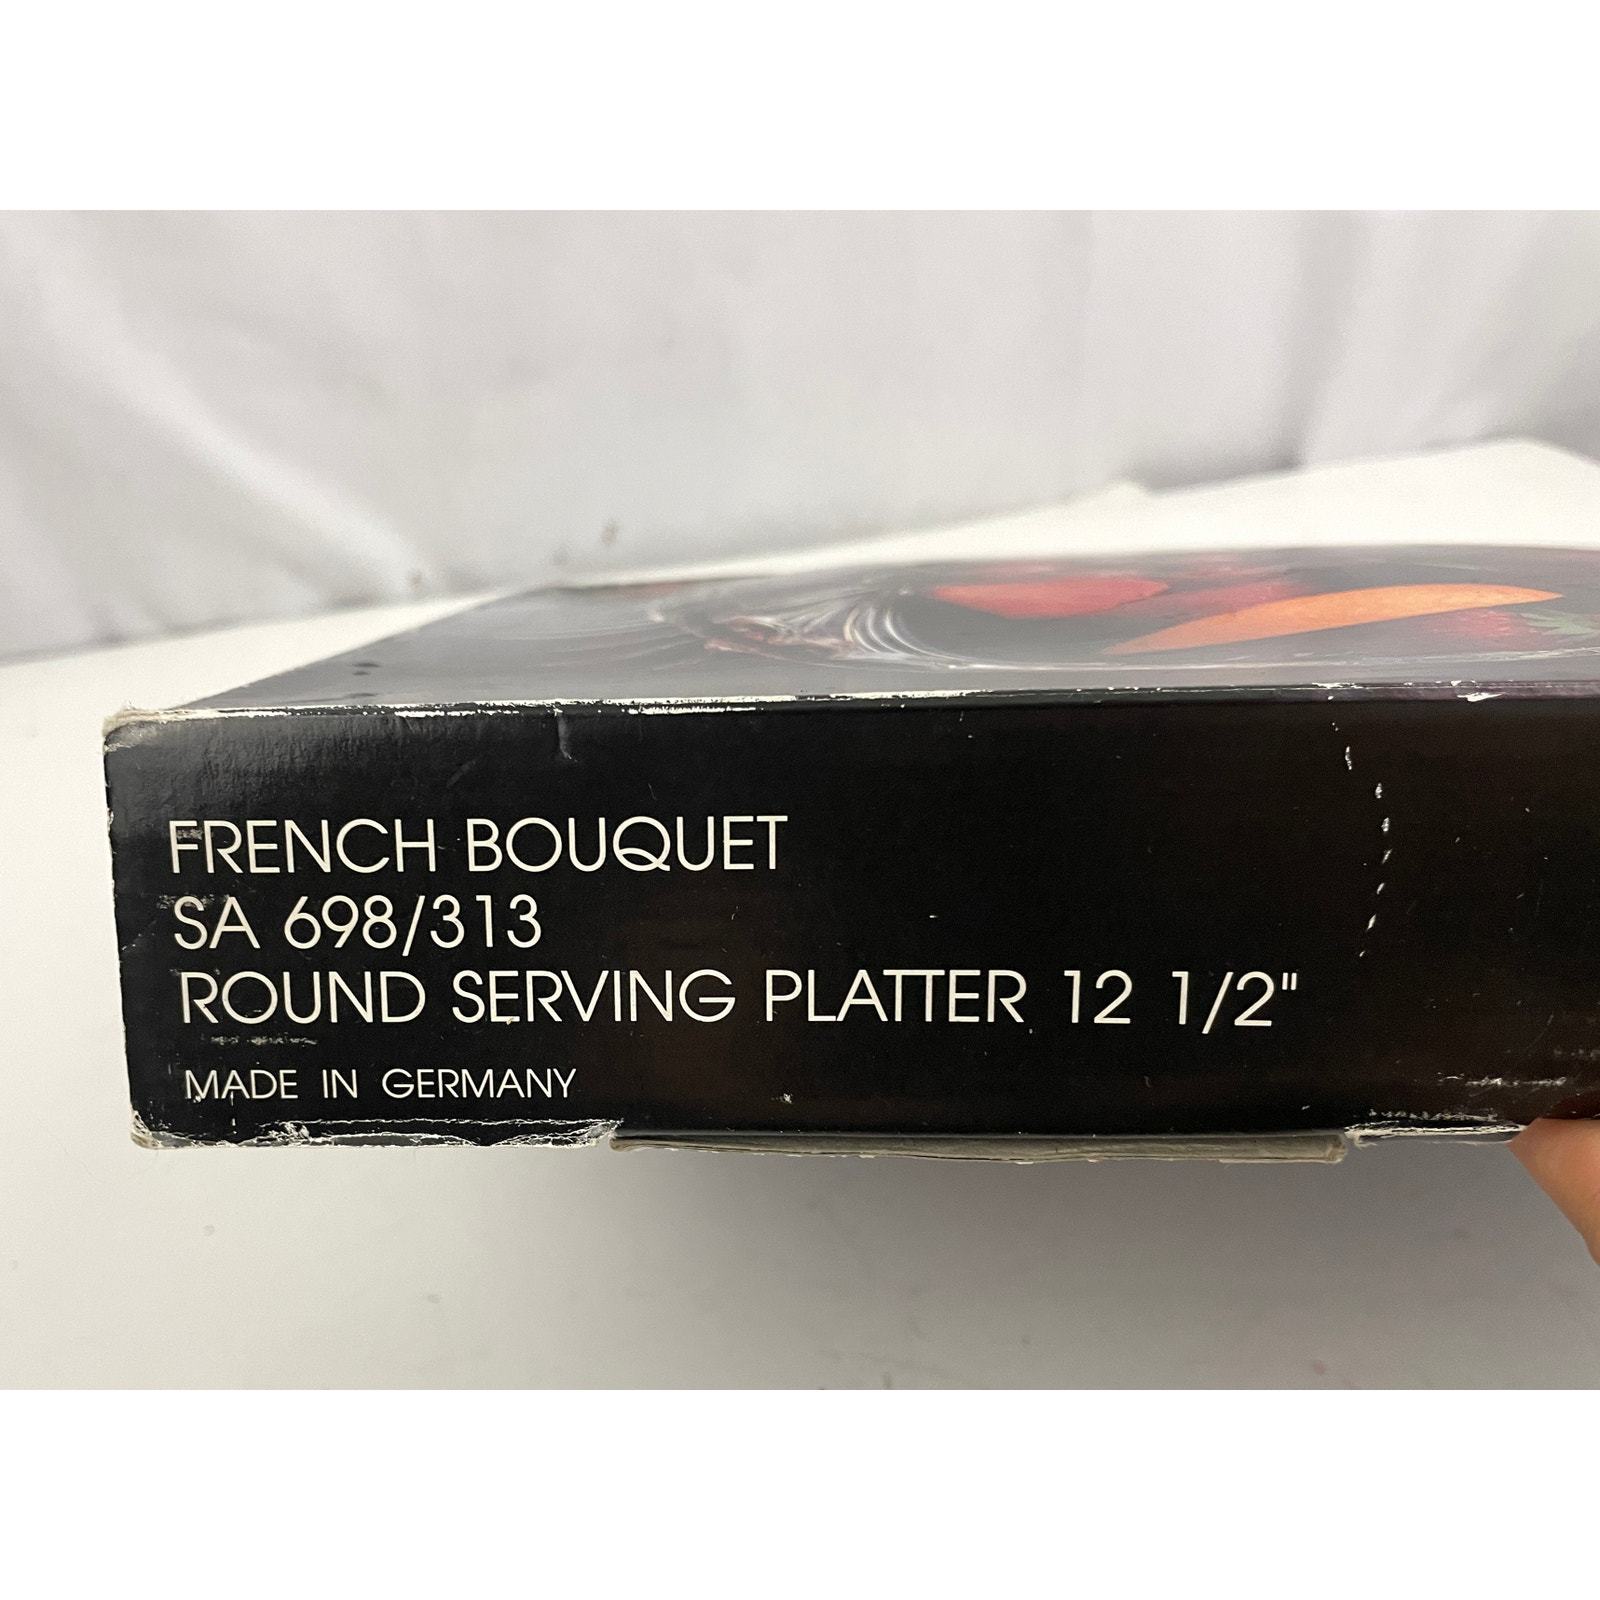 FRENCH BOUQUET
SA 698/313
ROUND SERVING PLATTER 12 1/2"
MADE IN GERMANY